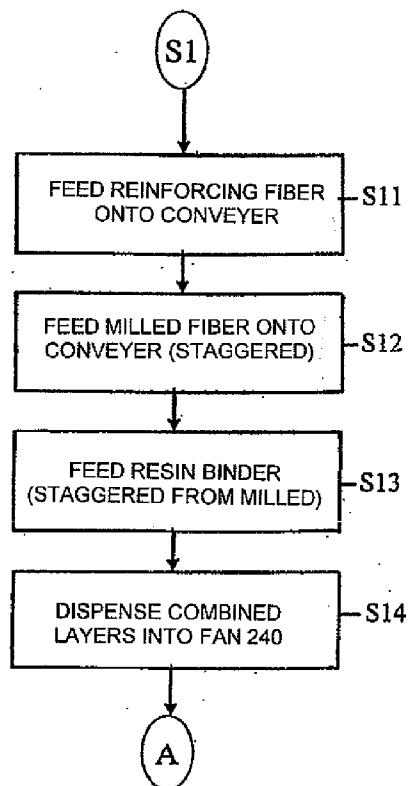 S1
FEED REINFORCING FIBER
ONTO CONVEYER
S11
FEED MILLED FIBER ONTO
CONVEYER (STAGGERED)
S12
FEED RESIN BINDER
(STAGGERED FROM MILLED)
S13
DISPENSE COMBINED
LAYERS INTO FAN 240
S14
A